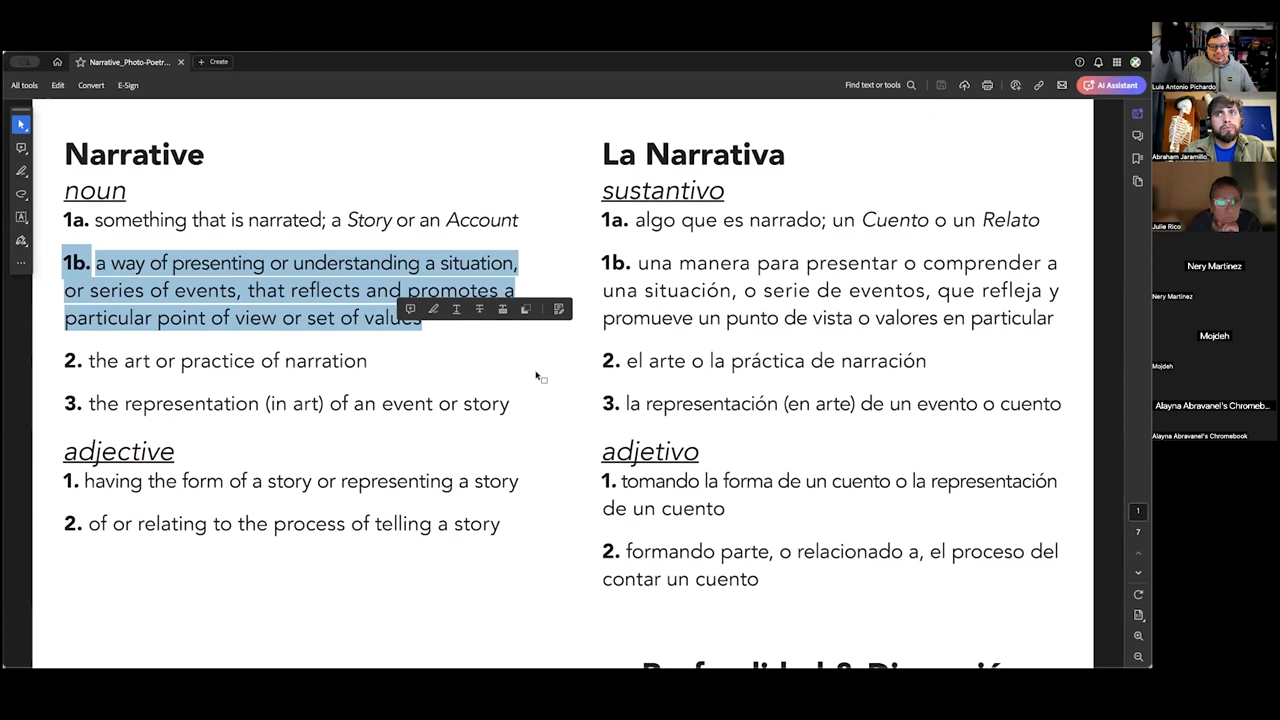 Narrative_Photo-Poetr...
Create
All tools
Edit
Convert
E-Sign
Find text or tools
AI Assistant
Narrative
noun
1a. something that is narrated; a Story or an Account
1b. a way of presenting or understanding a situation,
or series of events, that reflects and promotes a
particular point of view or set of values
2. the art or practice of narration
3. the representation (in art) of an event or story
adjective
1. having the form of a story or representing a story
2. of or relating to the process of telling a story
La Narrativa
sustantivo
1a. algo que es narrado; un Cuento o un Relato
1b. una manera para presentar o comprender a
una situación, o serie de eventos, que refleja y
promueve un punto de vista o valores en particular
2. el arte o la práctica de narración
3. la representación (en arte) de un evento o cuento
adjetivo
1. tomando la forma de un cuento o la representación
de un cuento
2. formando parte, o relacionado a, el proceso del
contar un cuento
1
7
Luis Antonio Pichardo
Abraham Jaramillo
Julie Rico
Nery Martinez
Nery Martinez
Mojdeh
Mojdeh
Alayna Abravanel's Chromeb...
Alayna Abravanel's Chromebook